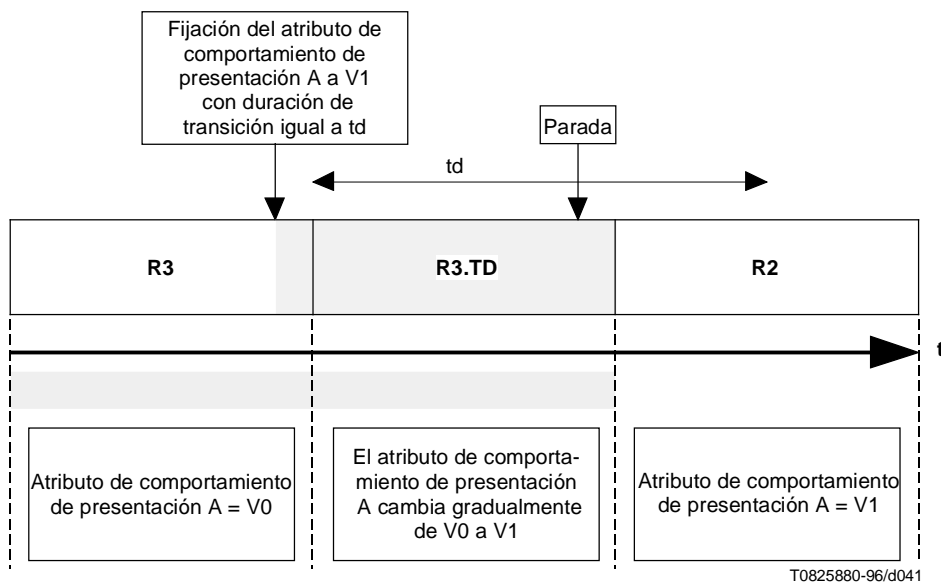 Fijación del atributo de
comportamiento de
presentación A a V1
con duración de
transición igual a td
Parada
td
R3
R3.TD
R2
t
Atributo de comportamiento
de presentación A = V0
El atributo de comporta-
miento de presentación
A cambia gradualmente
de V0 a V1
Atributo de comportamiento
de presentación A = V1
T0825880-96/d041